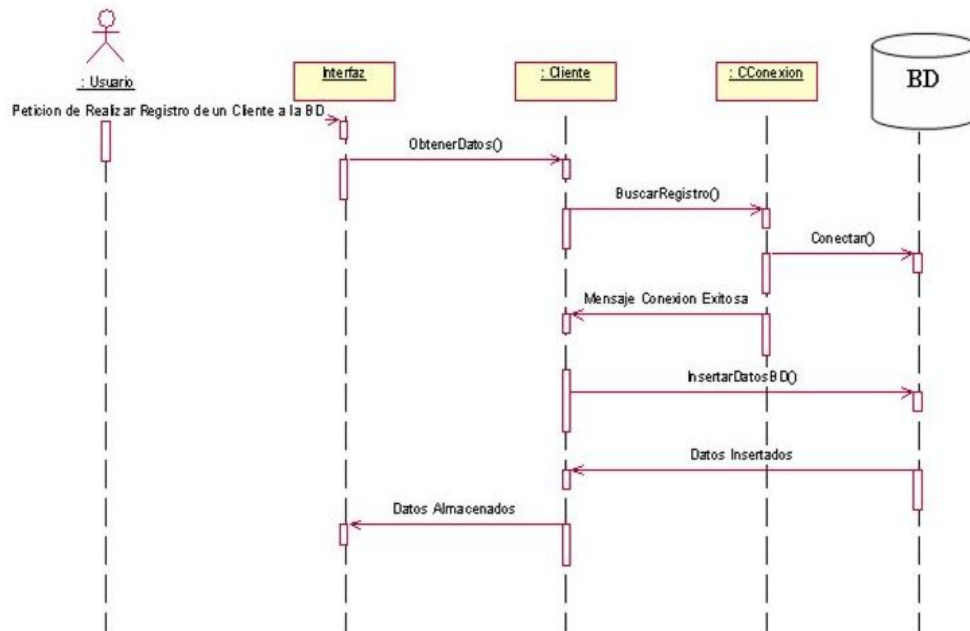 : Usuario
Interfaz
: Cliente
: CConexion
BD
Peticion de Realizar Registro de un Cliente a la BD
ObtenerDatos()
BuscarRegistro()
Conectar()
Mensaje Conexion Exitosa
InsertarDatosBD()
Datos Insertados
Datos Almacenados